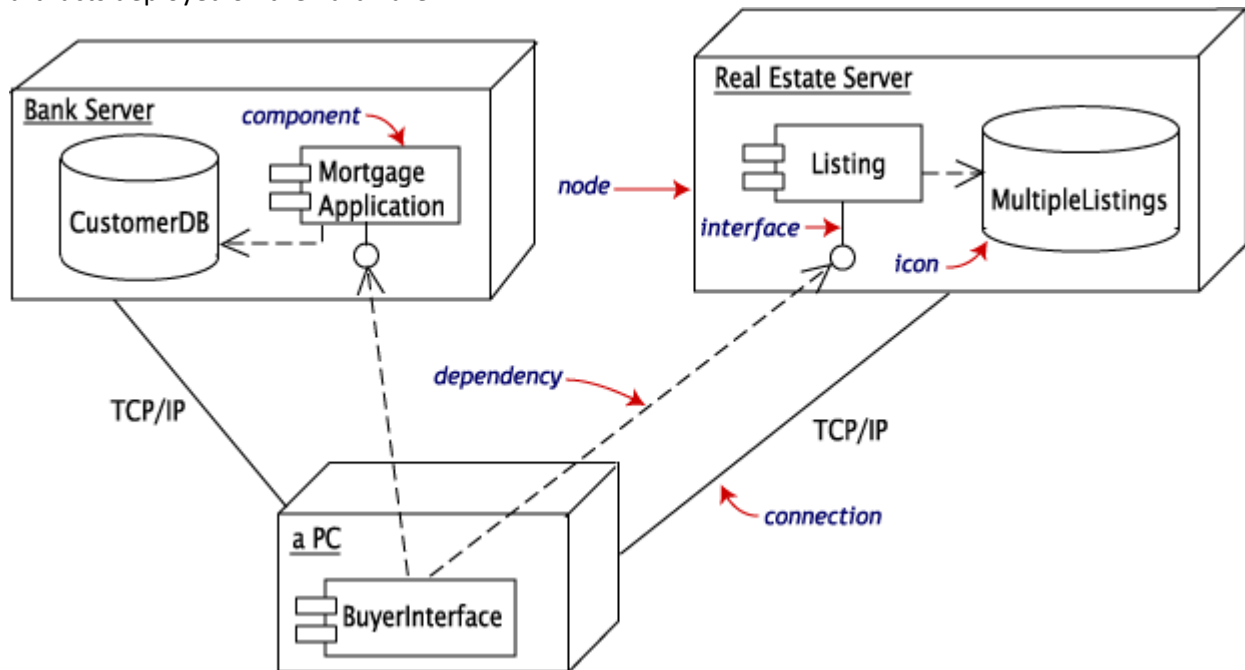 Bank Server
component
Mortgage
Application
CustomerDB
Real Estate Server
Listing
node
interface
MultipleListings
icon
dependency
TCP/IP
TCP/IP
connection
a PC
BuyerInterface